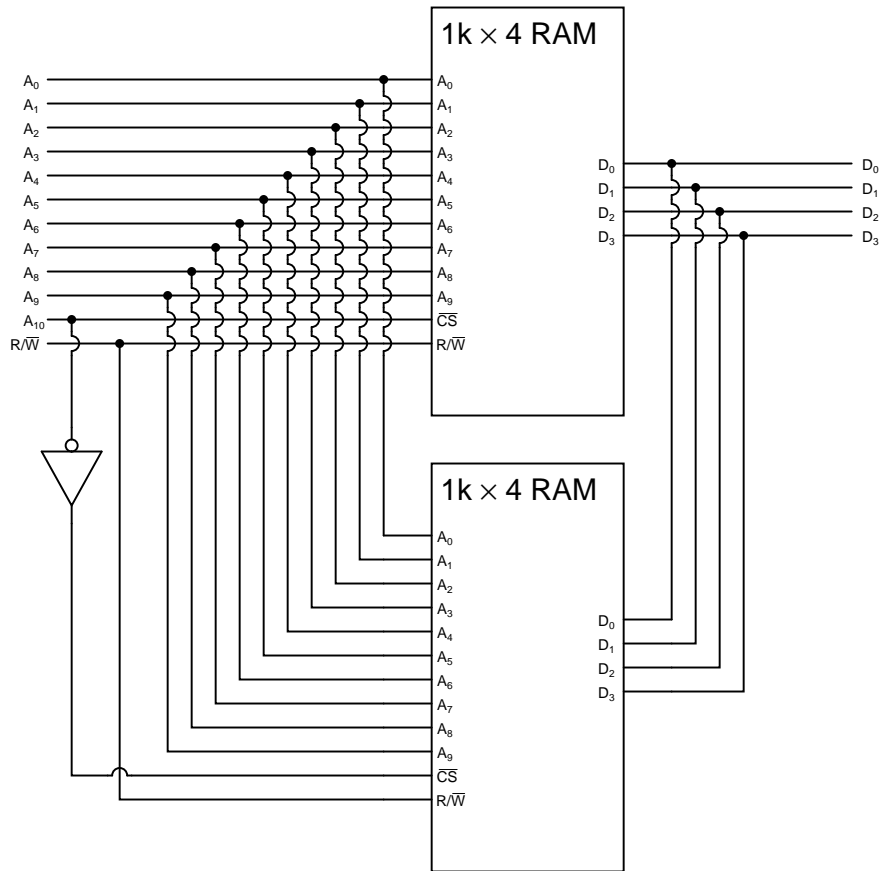 1k × 4 RAM
A₀ A₀
A₁ A₁
A₂ A₂
A₃ A₃ D₀ D₀
A₄ A₄ D₁ D₁
A₅ A₅ D₂ D₂
A₆ A₆ D₃ D₃
A₇ A₇
A₈ A₈
A₉ A₉
A₁₀ C̅S̅
R/W̅ R/W̅
1k × 4 RAM
A₀
A₁
A₂
A₃ D₀
A₄ D₁
A₅ D₂
A₆ D₃
A₇
A₈
A₉
C̅S̅
R/W̅